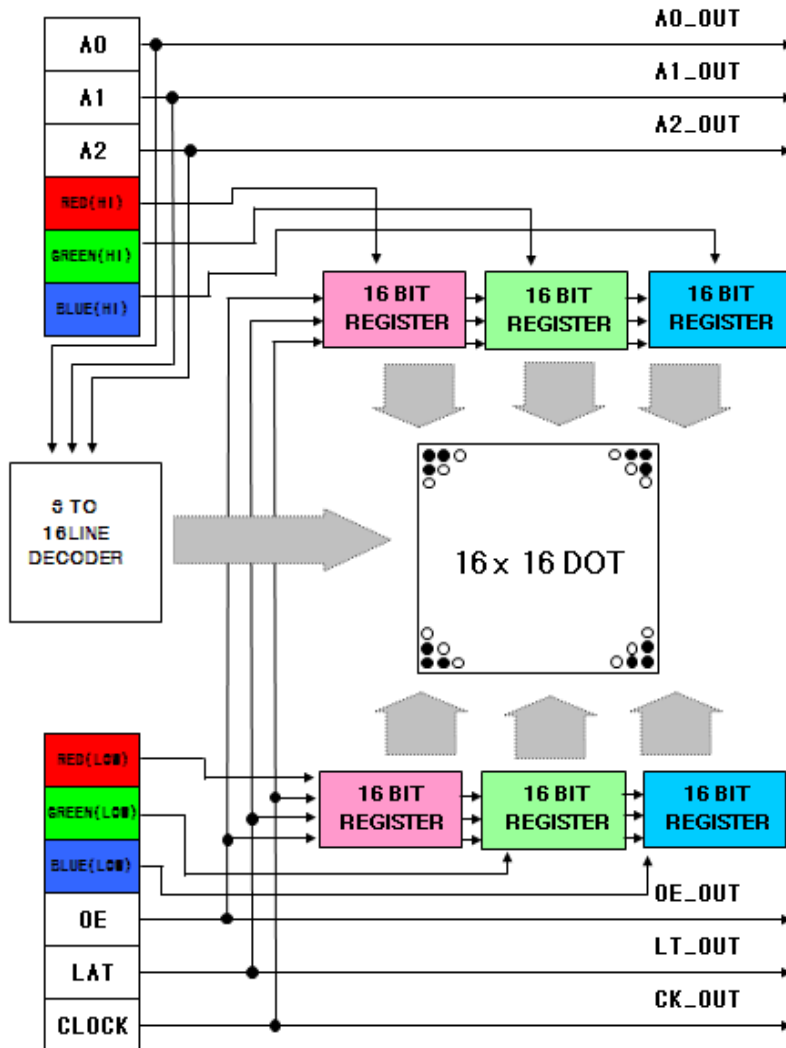 A0_OUT
A0
A1_OUT
A1
A2_OUT
A2
RED(HI)
GREEN(HI)
BLUE(HI)
16 BIT
REGISTER
16 BIT
REGISTER
16 BIT
REGISTER
3 TO
16LINE
DECODER
16 x 16 DOT
RED(LOW)
GREEN(LOW)
BLUE(LOW)
16 BIT
REGISTER
16 BIT
REGISTER
16 BIT
REGISTER
OE_OUT
OE
LT_OUT
LAT
CK_OUT
CLOCK